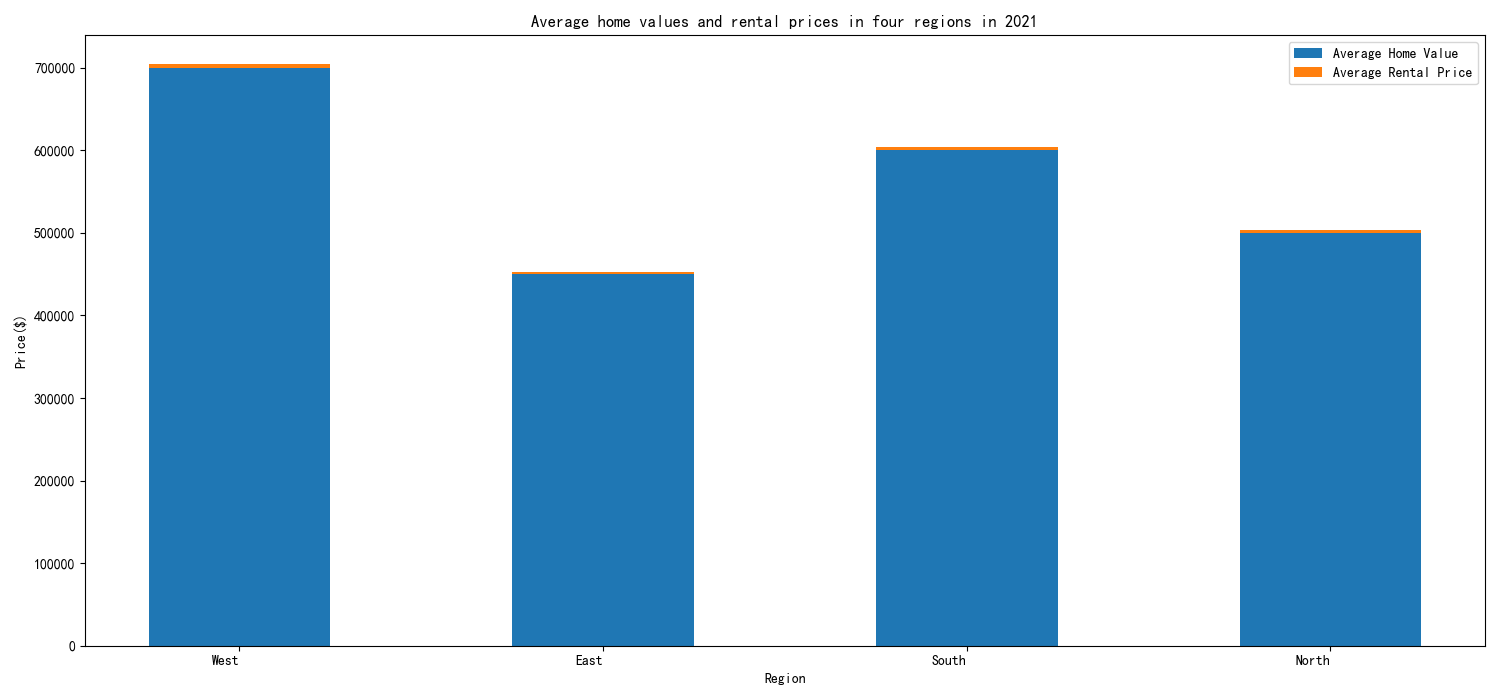 Average home values and rental prices in four regions in 2021
Average Home Value
Average Rental Price
700000
600000
500000
400000
300000
200000
100000
0
Price($)
West
East
South
North
Region